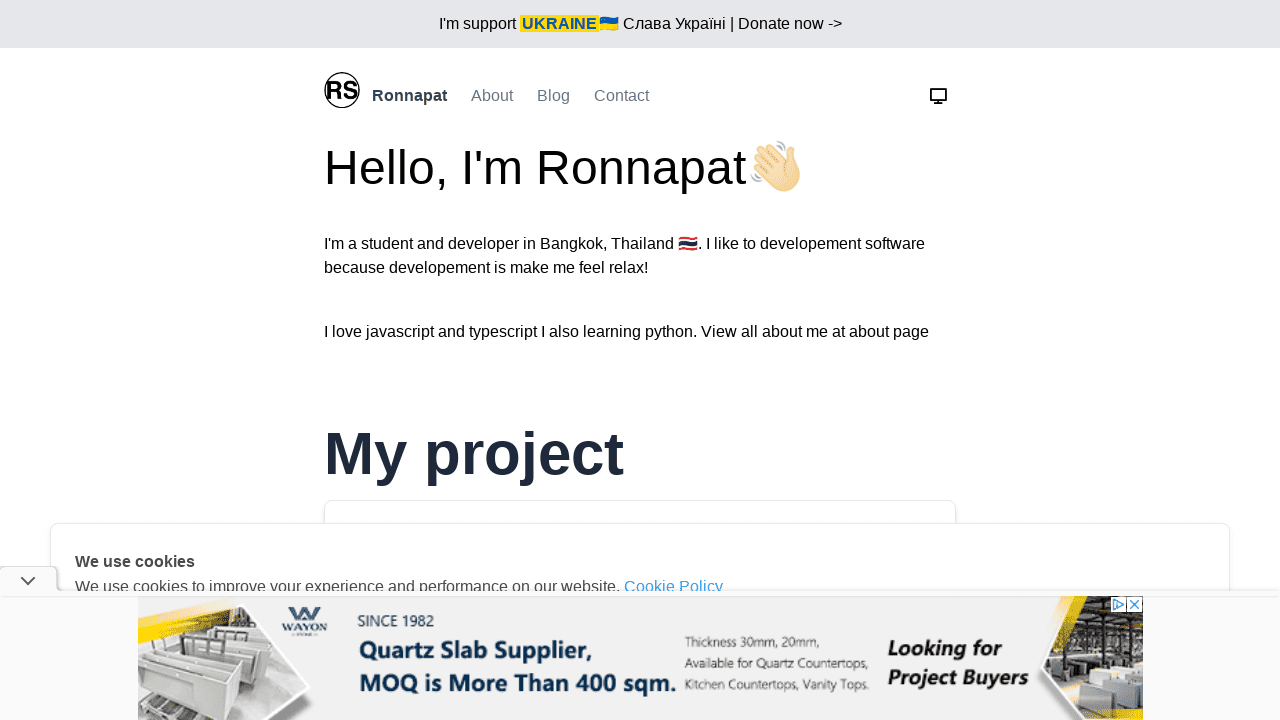 I'm support UKRAINE🇺🇦 Слава Україні | Donate now ->
RS Ronnapat About Blog Contact
Hello, I'm Ronnapat👋🏻
I'm a student and developer in Bangkok, Thailand 🇹🇭. I like to developement software
because developement is make me feel relax!
I love javascript and typescript I also learning python. View all about me at about page
My project
We use cookies
We use cookies to improve your experience and performance on our website. Cookie Policy
WAYON
STONE
SINCE 1982
Quartz Slab Supplier,
MOQ is More Than 400 sqm.
Thickness 30mm, 20mm,
Available for Quartz Countertops,
Kitchen Countertops, Vanity Tops.
Looking for
Project Buyers